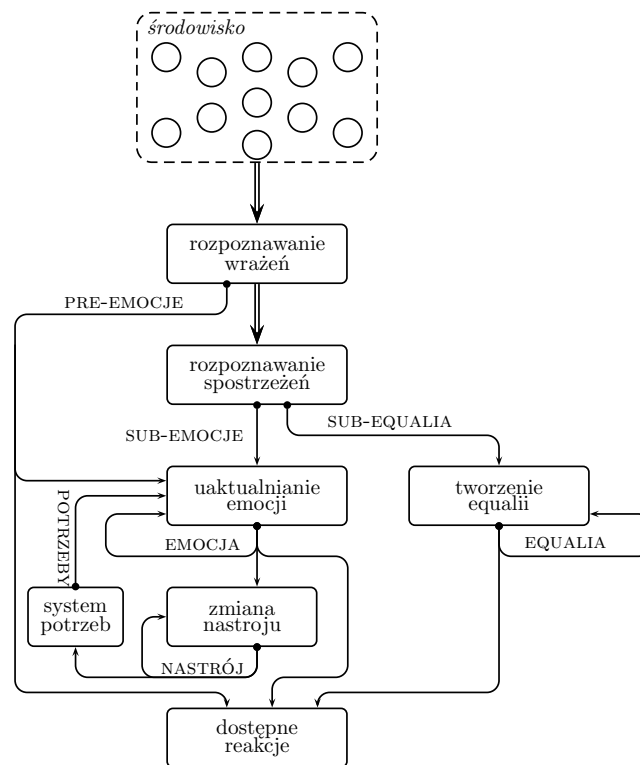 środowisko
rozpoznawanie
wrażeń
PRE-EMOCJE
rozpoznawanie
spostrzeżeń
SUB-EQUALIA
SUB-EMOCJE
uaktualnianie
emocji
tworzenie
equalii
POTRZEBY
EMOCJA
EQUALIA
system
potrzeb
zmiana
nastroju
NASTRÓJ
dostępne
reakcje